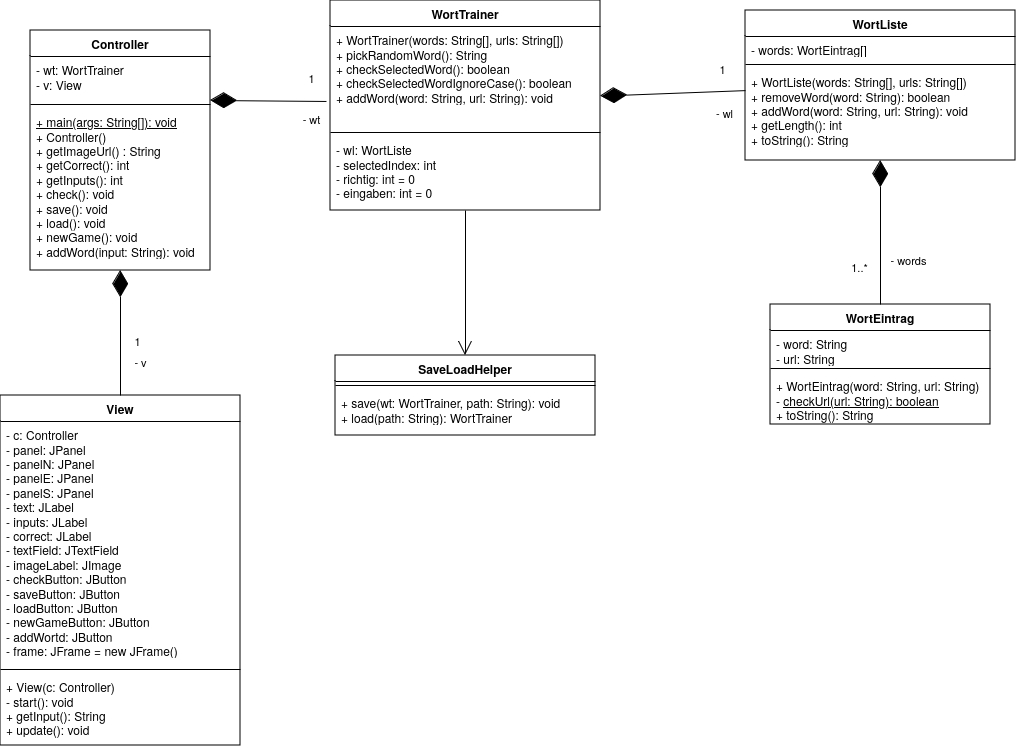 Controller
- wt: WortTrainer
- v: View
+ main(args: String[]): void
+ Controller()
+ getImageUrl() : String
+ getCorrect(): int
+ getInputs(): int
+ check(): void
+ save(): void
+ load(): void
+ newGame(): void
+ addWord(input: String): void
1
- wt
WortTrainer
+ WortTrainer(words: String[], urls: String[])
+ pickRandomWord(): String
+ checkSelectedWord(): boolean
+ checkSelectedWordIgnoreCase(): boolean
+ addWord(word: String, url: String): void
- wl: WortListe
- selectedIndex: int
- richtig: int = 0
- eingaben: int = 0
1
- wl
WortListe
- words: WortEintrag[]
+ WortListe(words: String[], urls: String[])
+ removeWord(word: String): boolean
+ addWord(word: String, url: String): void
+ getLength(): int
+ toString(): String
1..*
- words
WortEintrag
- word: String
- url: String
+ WortEintrag(word: String, url: String)
- checkUrl(url: String): boolean
+ toString(): String
SaveLoadHelper
+ save(wt: WortTrainer, path: String): void
+ load(path: String): WortTrainer
1
- v
View
- c: Controller
- panel: JPanel
- panelN: JPanel
- panelE: JPanel
- panelS: JPanel
- text: JLabel
- inputs: JLabel
- correct: JLabel
- textField: JTextField
- imageLabel: JImage
- checkButton: JButton
- saveButton: JButton
- loadButton: JButton
- newGameButton: JButton
- addWortd: JButton
- frame: JFrame = new JFrame()
+ View(c: Controller)
- start(): void
+ getInput(): String
+ update(): void